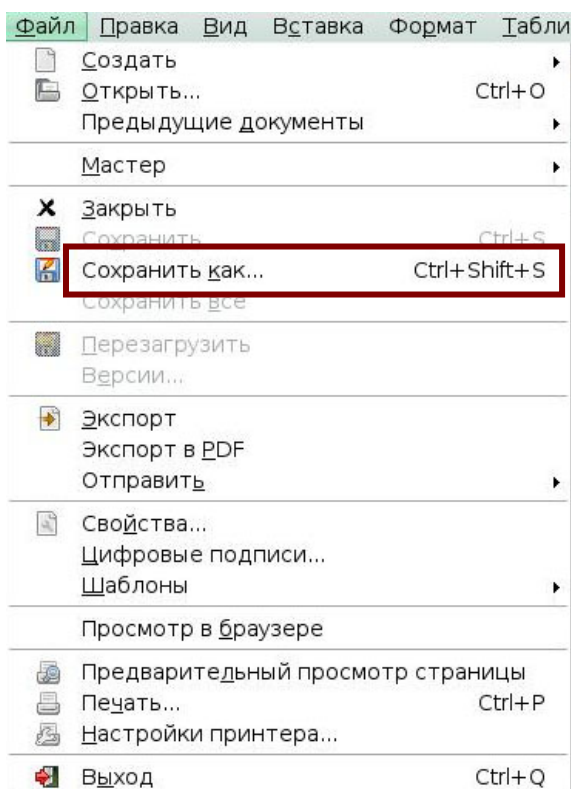 Файл Правка Вид Вставка Формат Табли
Создать
Открыть... Ctrl+O
Предыдущие документы
Мастер
Закрыть
Сохранить Ctrl+S
Сохранить как... Ctrl+Shift+S
Сохранить все
Перезагрузить
Версии...
Экспорт
Экспорт в PDF
Отправить
Свойства...
Цифровые подписи...
Шаблоны
Просмотр в браузере
Предварительный просмотр страницы
Печать... Ctrl+P
Настройки принтера...
Выход Ctrl+Q